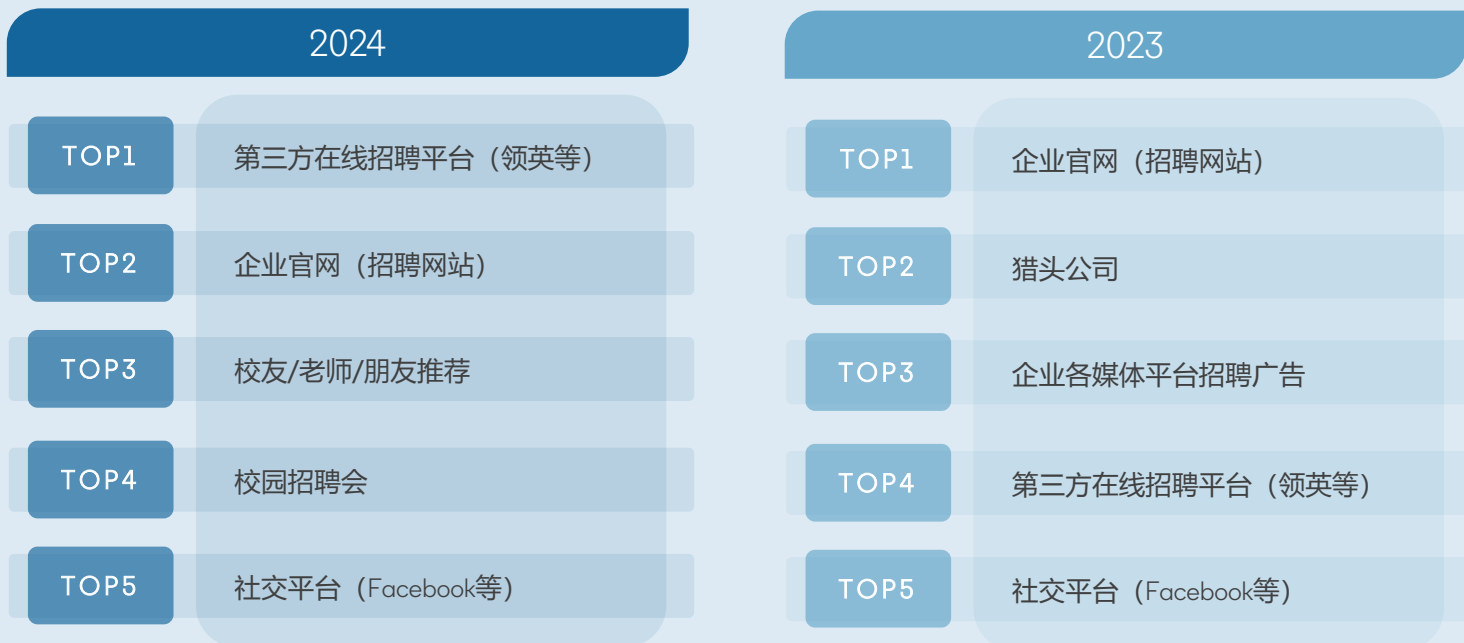 2024
TOP1 第三方在线招聘平台（领英等）
TOP2 企业官网（招聘网站）
TOP3 校友/老师/朋友推荐
TOP4 校园招聘会
TOP5 社交平台（Facebook等）
2023
TOP1 企业官网（招聘网站）
TOP2 猎头公司
TOP3 企业各媒体平台招聘广告
TOP4 第三方在线招聘平台（领英等）
TOP5 社交平台（Facebook等）